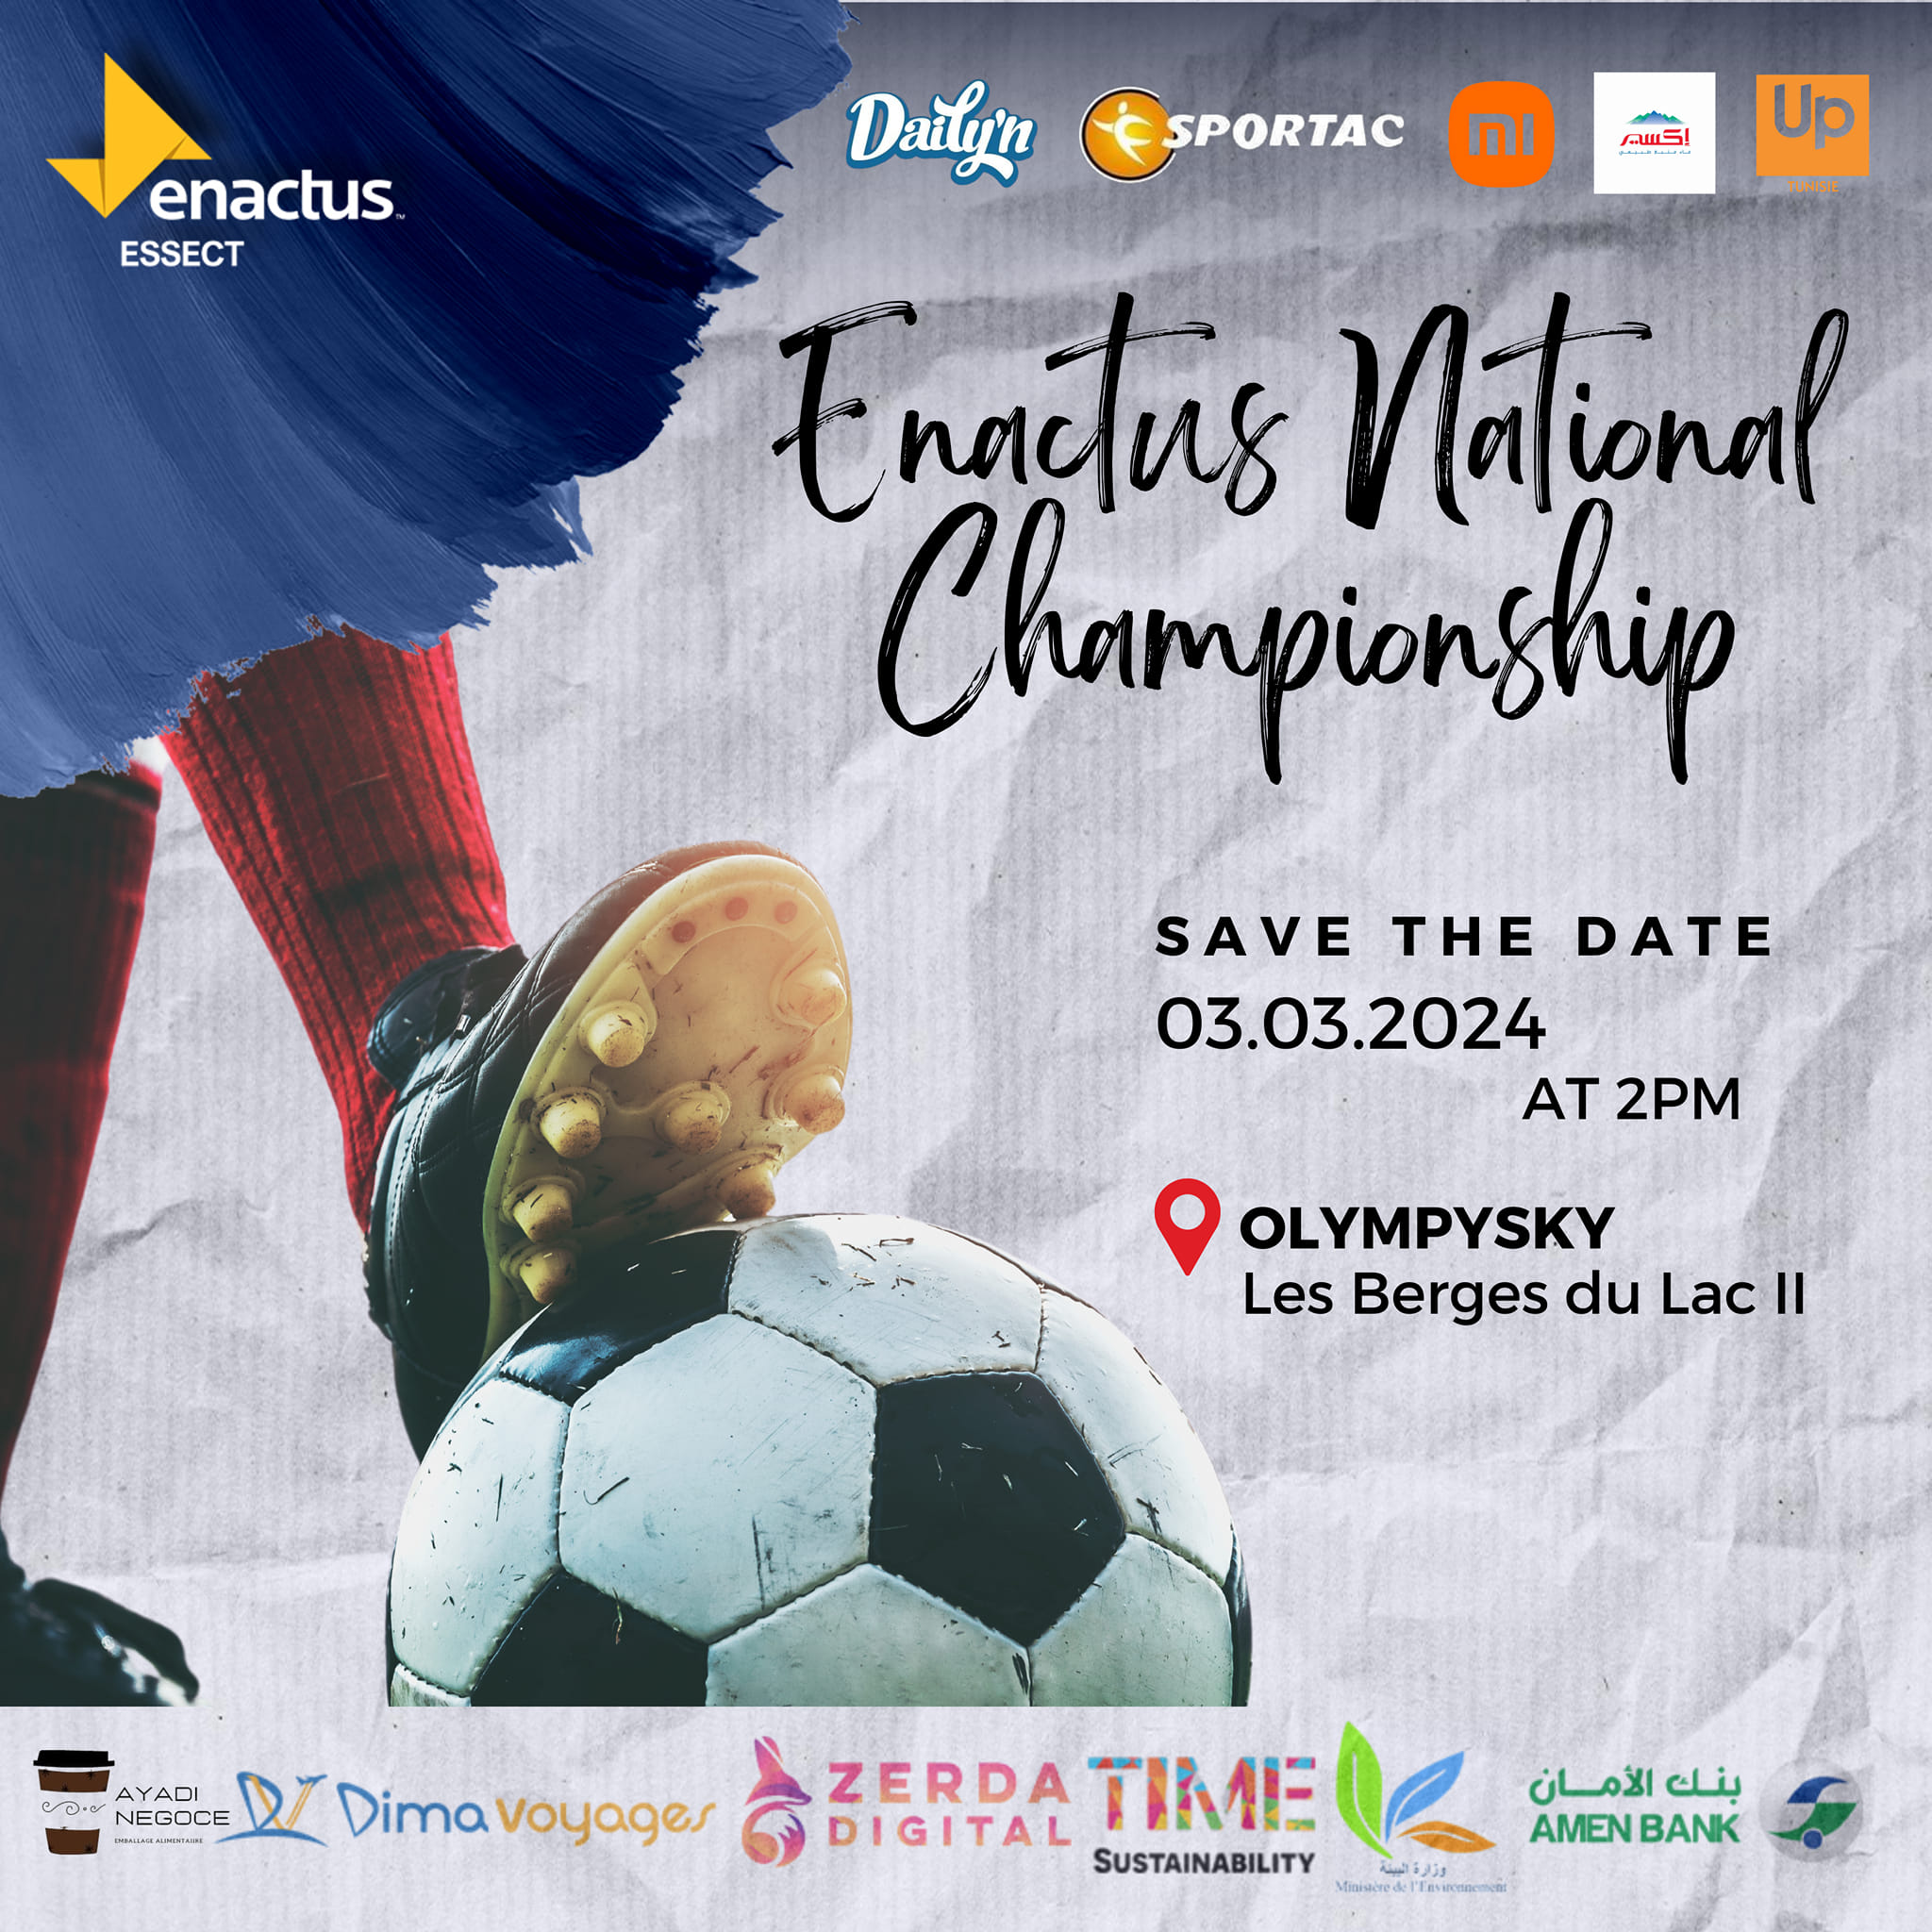 enactus
ESSECT
Daily'n
SPORTAC
إكسير
Up
TUNISIE
Enactus National
Championship
SAVE THE DATE
03.03.2024
AT 2PM
OLYMPYSKY
Les Berges du Lac II
AYADI
NEGOCE
EMBALLAGE ALIMENTAIRE
Dima Voyages
ZERDA
DIGITAL
TIME
SUSTAINABILITY
وزارة البيئة
Ministère de l'Environnement
بنك الأمان
AMEN BANK